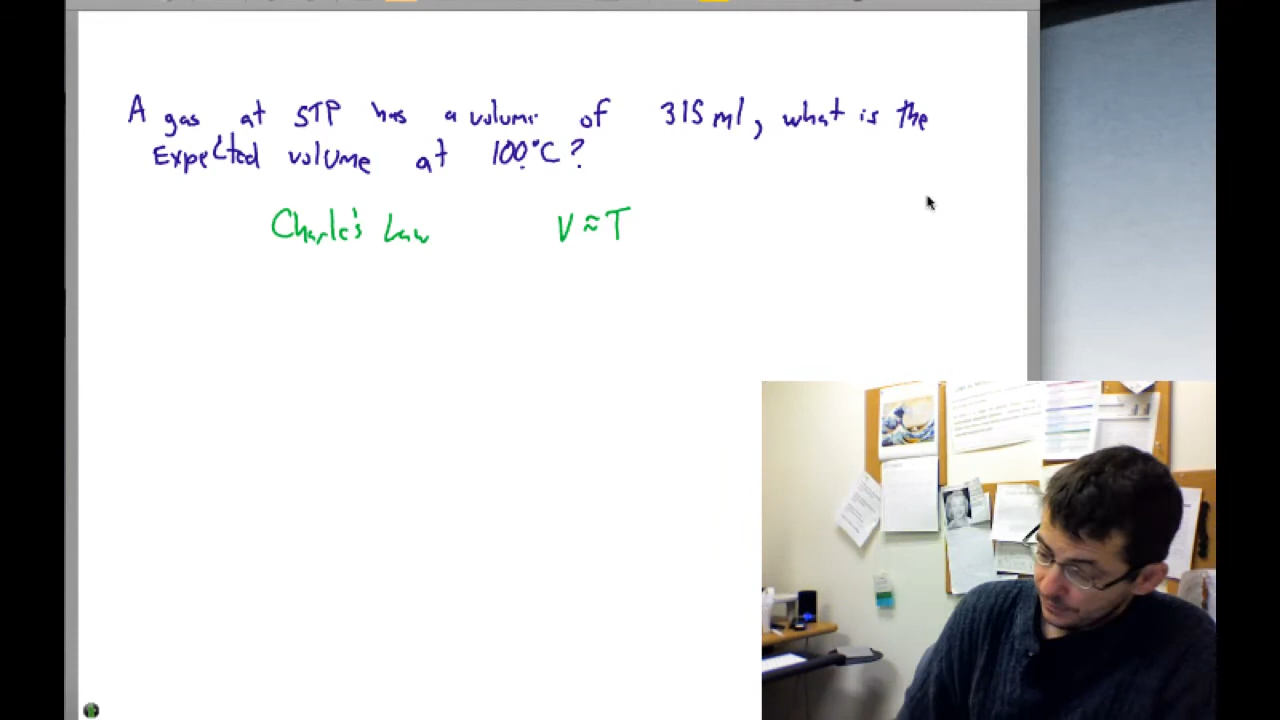 A gas at STP has a volume of 315 ml, what is the
Expected volume at 100°C?
Charle's Law V ≈ T